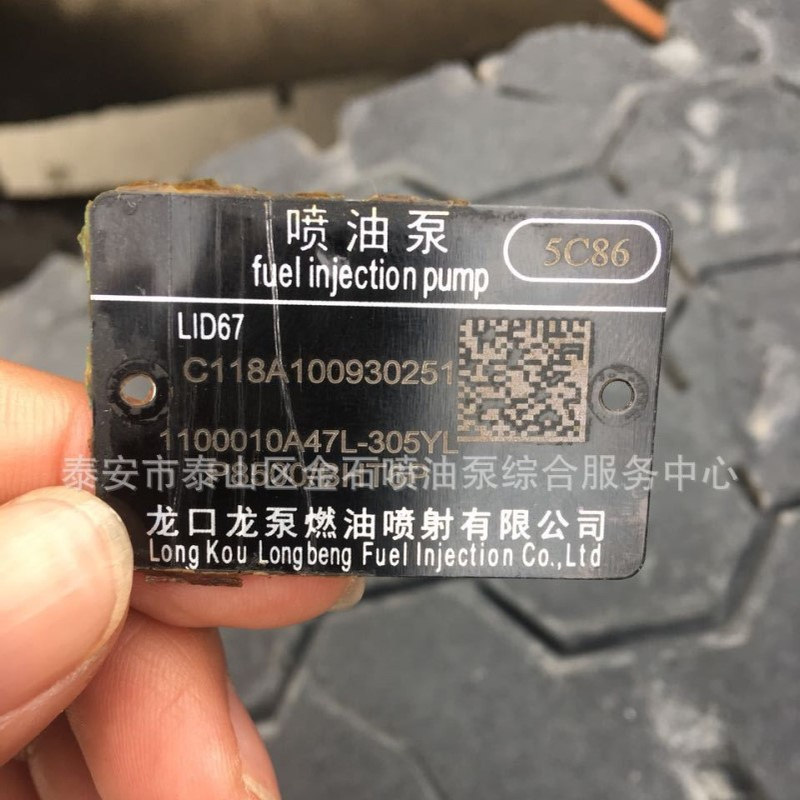 喷油泵
fuel injection pump
5C86
LID67
C118A100930251
1100010A47L-305YL
泰安市泰山区金石喷油泵综合服务中心
龙口龙泵燃油喷射有限公司
Long Kou Longbeng Fuel Injection Co.,Ltd